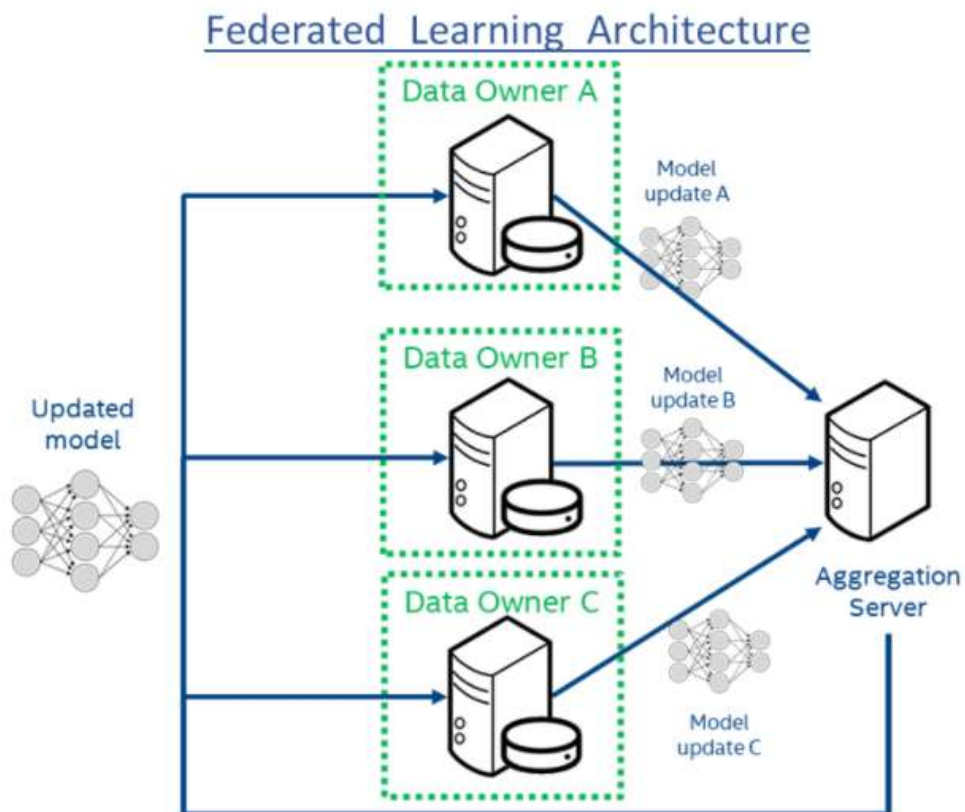 Federated Learning Architecture
Data Owner A
Model
update A
Data Owner B
Model
update B
Updated
model
Aggregation
Server
Data Owner C
Model
update C